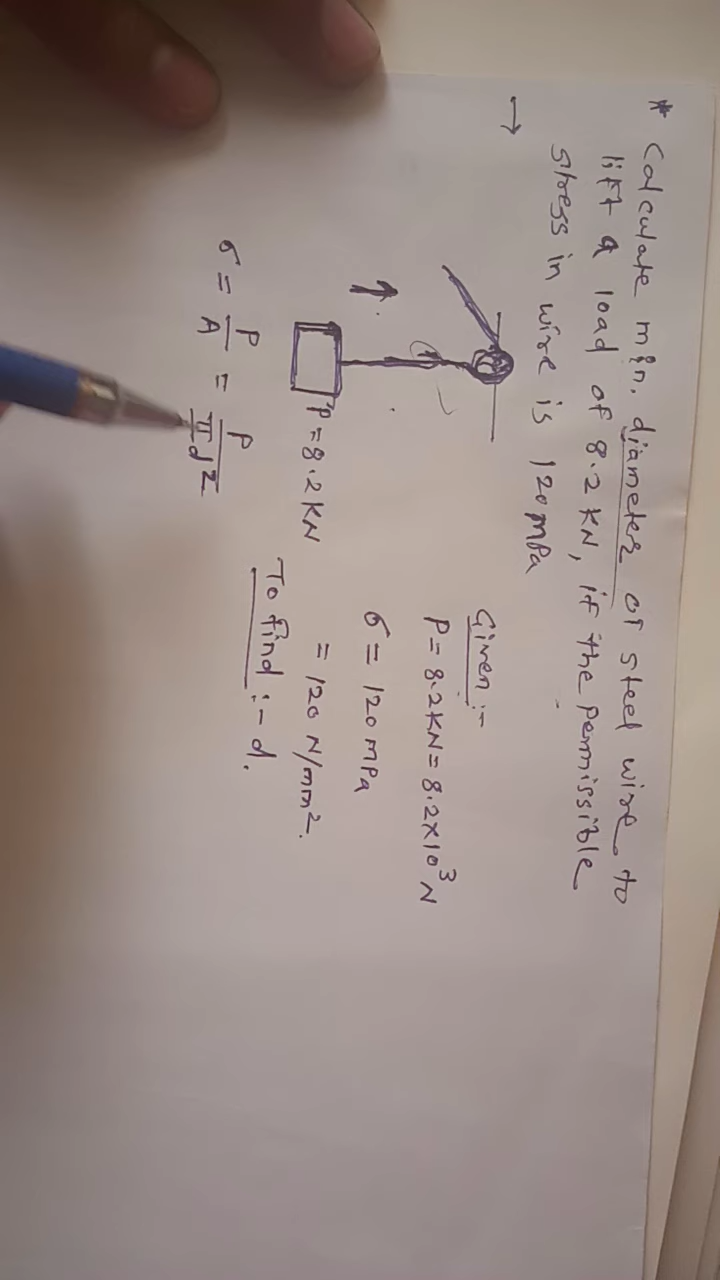 * Calculate min. diameter of steel wire to
lift a load of 8.2 KN, if the permissible
stress in wire is 120 MPa
→
P = 8.2 KN
Given :-
P = 8.2 KN = 8.2 × 10³ N
σ = 120 MPa
= 120 N/mm².
To find :- d.
σ = P/A = P/πd²